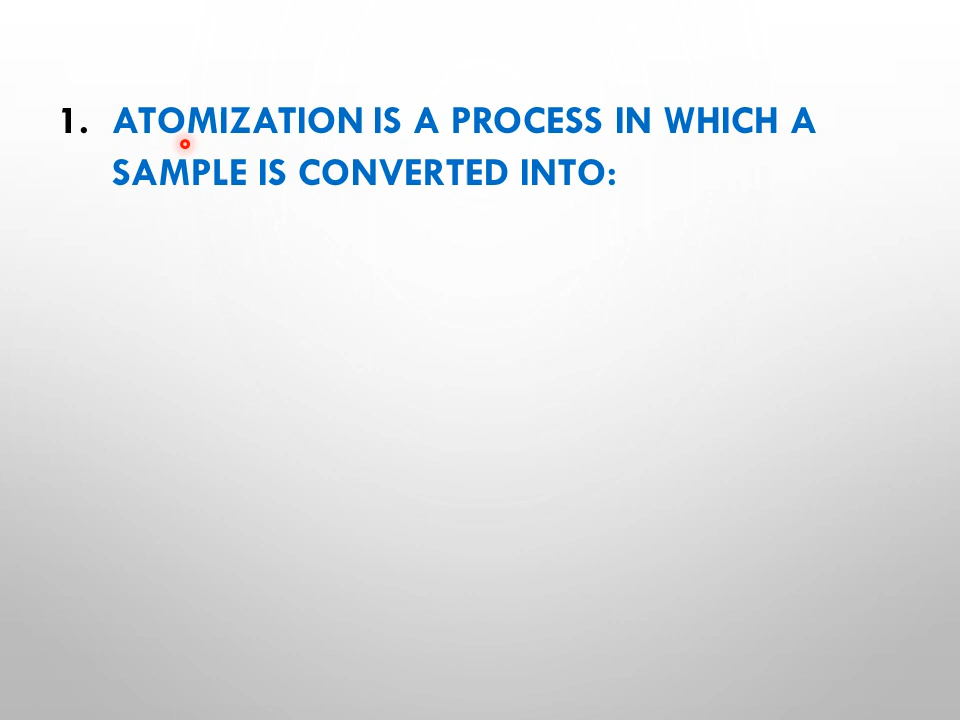 1. ATOMIZATION IS A PROCESS IN WHICH A
SAMPLE IS CONVERTED INTO: